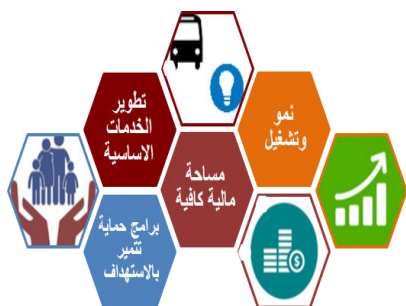 تطوير
الخدمات
الاساسية
نمو
وتشغيل
مساحة
مالية كافية
برامج حماية
تتميز
بالاستهداف